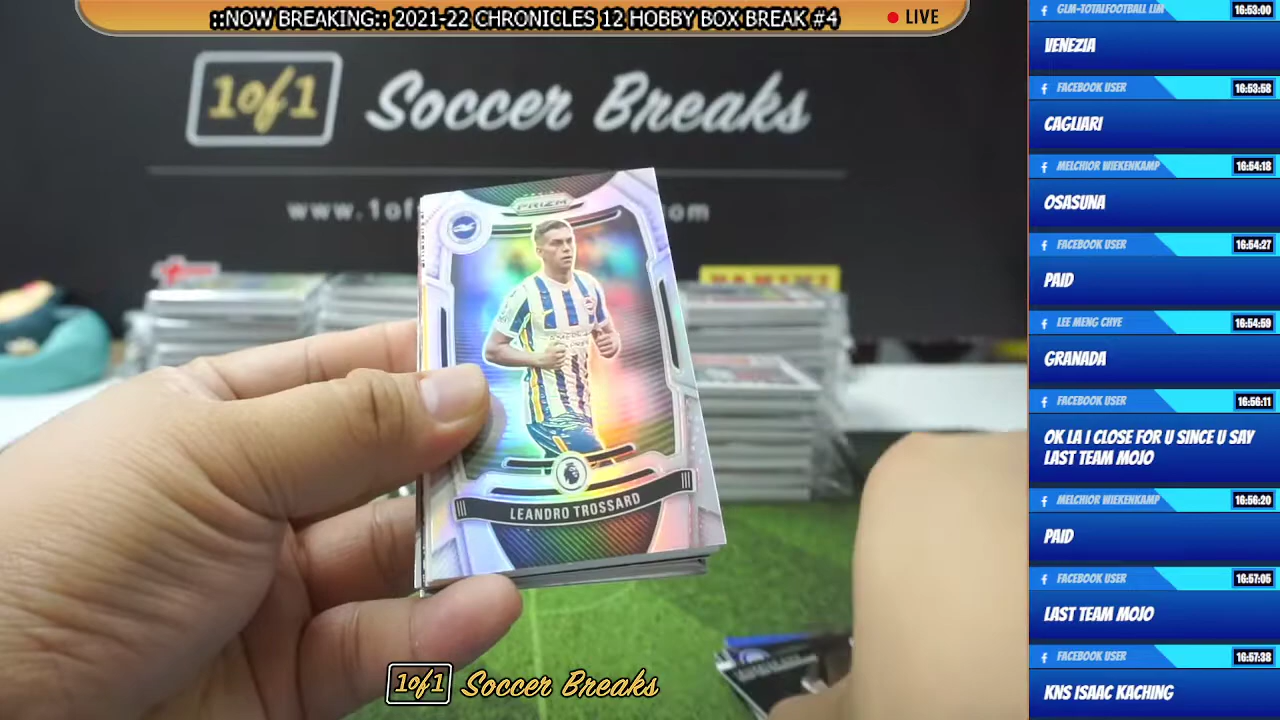 ::NOW BREAKING:: 2021-22 CHRONICLES 12 HOBBY BOX BREAK #4
LIVE
1of1 Soccer Breaks
www.1of
om
PRIZM
PANINI
LEANDRO TROSSARD
1of1 Soccer Breaks
GLM-TOTALFOOTBALL LIM 16:53:00
VENEZIA
FACEBOOK USER 16:53:58
CAGLIARI
MELCHIOR WIEKENKAMP 16:54:18
OSASUNA
FACEBOOK USER 16:54:27
PAID
LEE MENG CHYE 16:54:59
GRANADA
FACEBOOK USER 16:56:11
OK LA I CLOSE FOR U SINCE U SAY
LAST TEAM MOJO
MELCHIOR WIEKENKAMP 16:56:20
PAID
FACEBOOK USER 16:57:05
LAST TEAM MOJO
FACEBOOK USER 16:57:38
KNS ISAAC KACHING